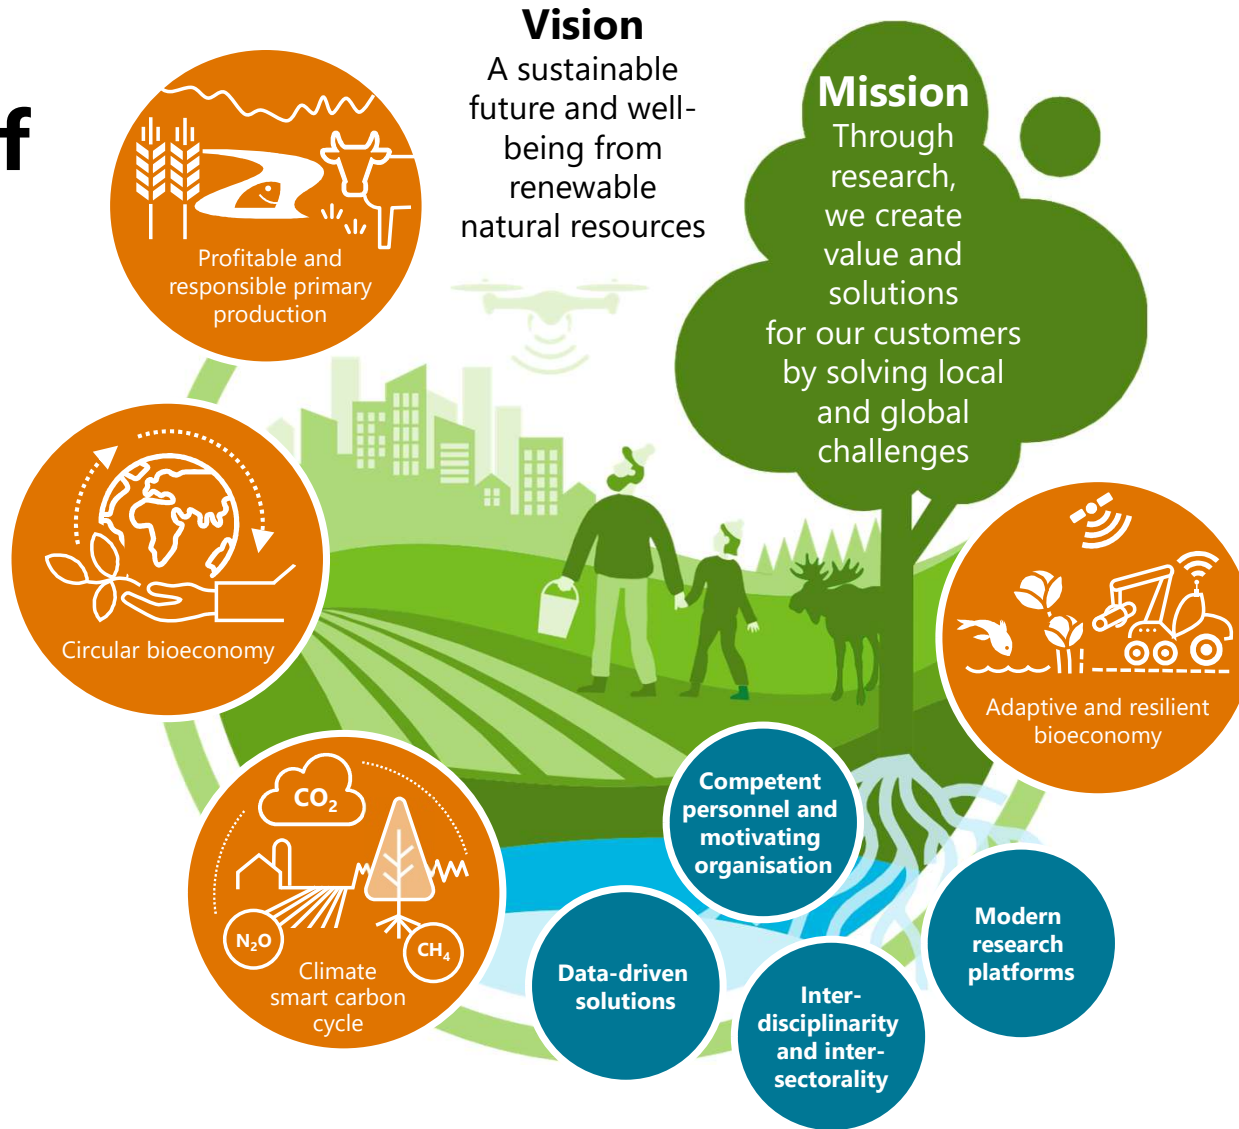 f
Vision
A sustainable
future and well-
being from
renewable
natural resources
Mission
Through
research,
we create
value and
solutions
for our customers
by solving local
and global
challenges
Profitable and
responsible primary
production
Circular bioeconomy
Adaptive and resilient
bioeconomy
CO₂
N₂O
CH₄
Climate
smart carbon
cycle
Competent
personnel and
motivating
organisation
Data-driven
solutions
Inter-
disciplinarity
and inter-
sectorality
Modern
research
platforms